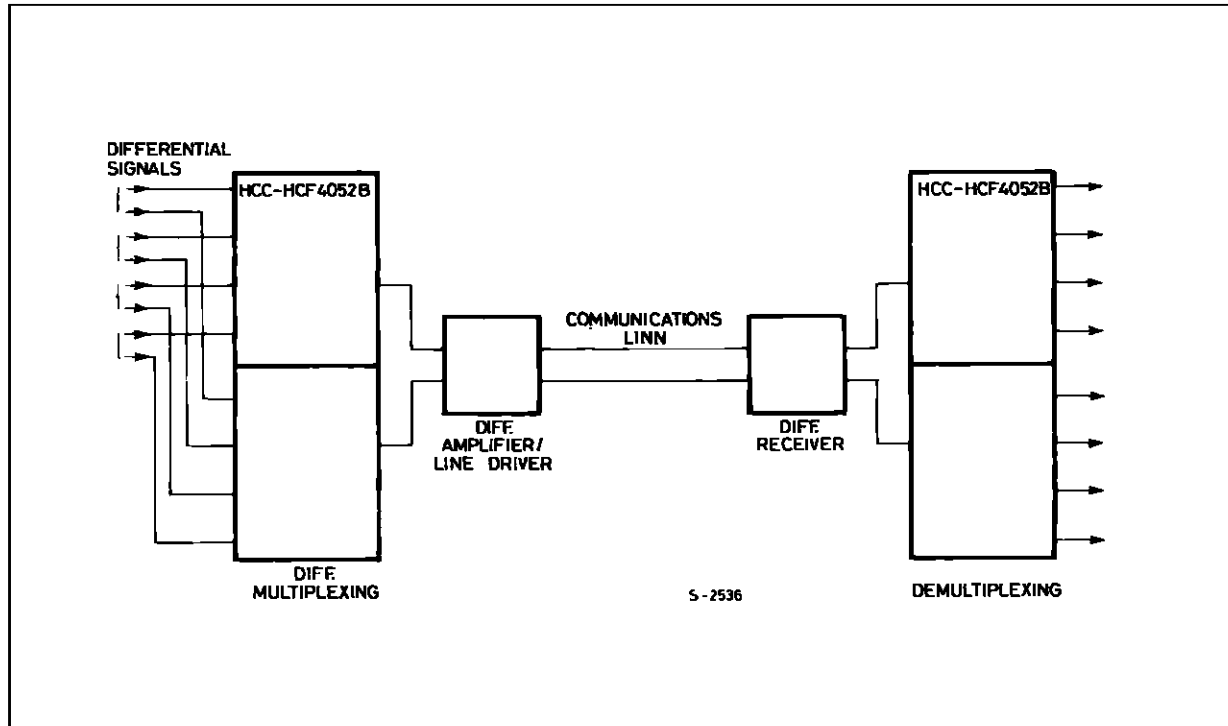 DIFFERENTIAL
SIGNALS
HCC-HCF4052B
HCC-HCF4052B
COMMUNICATIONS
LINN
DIFF.
AMPLIFIER/
LINE DRIVER
DIFF.
RECEIVER
DIFF.
MULTIPLEXING
S-2536
DEMULTIPLEXING